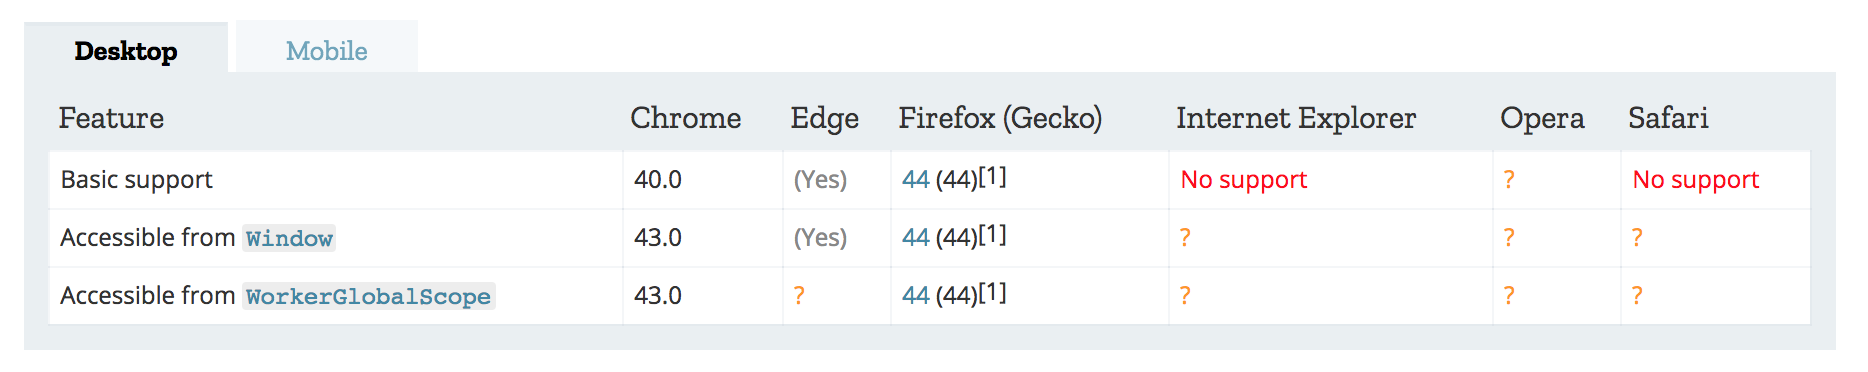 Desktop Mobile
Feature Chrome Edge Firefox (Gecko) Internet Explorer Opera Safari
Basic support 40.0 (Yes) 44 (44)[1] No support ? No support
Accessible from Window 43.0 (Yes) 44 (44)[1] ? ? ?
Accessible from WorkerGlobalScope 43.0 ? 44 (44)[1] ? ? ?